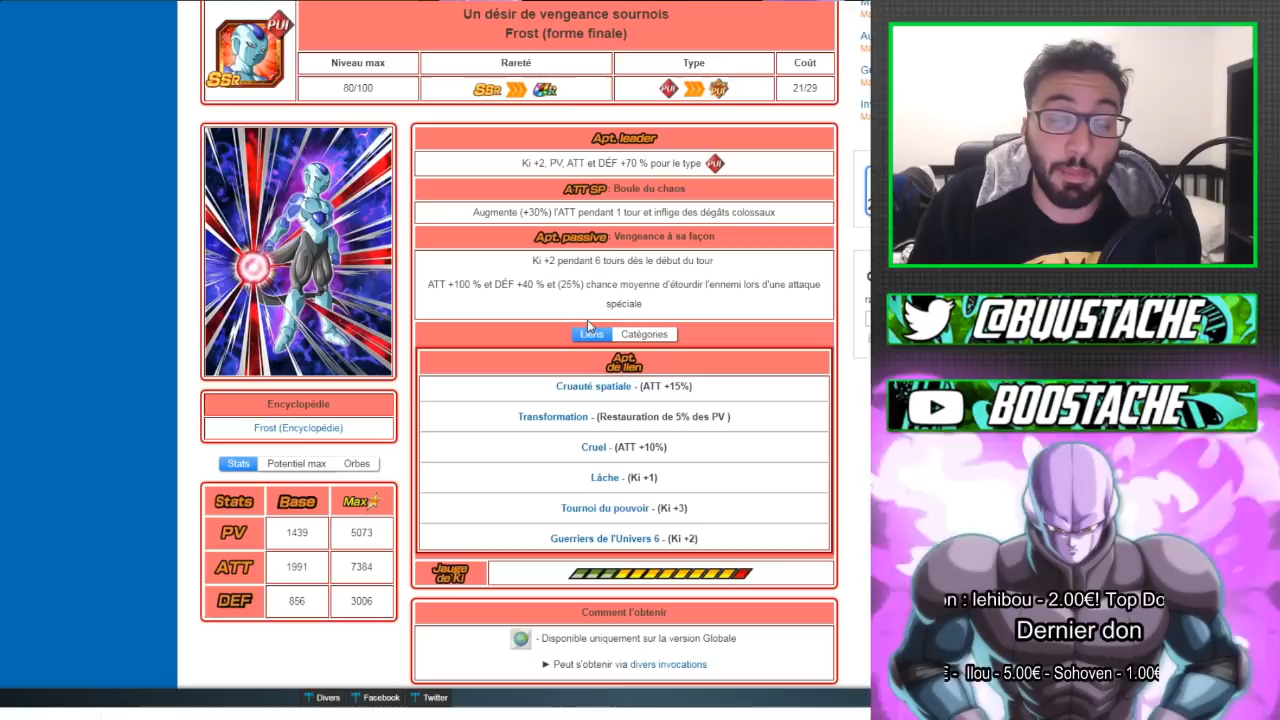 Un désir de vengeance sournois
Frost (forme finale)
PUI
SSR
Niveau max
Rareté
Type
Coût
80/100
SSR
PUI
21/29
Apt. leader
Ki +2, PV, ATT et DÉF +70 % pour le type PUI
ATT SP : Boule du chaos
Augmente (+30%) l'ATT pendant 1 tour et inflige des dégâts colossaux
Apt. passive : Vengeance à sa façon
Ki +2 pendant 6 tours dès le début du tour
ATT +100 % et DÉF +40 % et (25%) chance moyenne d'étourdir l'ennemi lors d'une attaque
spéciale
Liens
Catégories
Apt.
de lien
Cruauté spatiale - (ATT +15%)
Transformation - (Restauration de 5% des PV )
Cruel - (ATT +10%)
Lâche - (Ki +1)
Tournoi du pouvoir - (Ki +3)
Guerriers de l'Univers 6 - (Ki +2)
Jauge
de Ki
Comment l'obtenir
- Disponible uniquement sur la version Globale
► Peut s'obtenir via divers invocations
Encyclopédie
Frost (Encyclopédie)
Stats
Potentiel max
Orbes
Stats
Base
Max
PV
1439
5073
ATT
1991
7384
DEF
856
3006
Divers
Facebook
Twitter
@BUUSTACHE
BOOSTACHE
on : lehibou - 2.00€! Top Do
Dernier don
€ - Ilou - 5.00€ - Sohoven - 1.00€